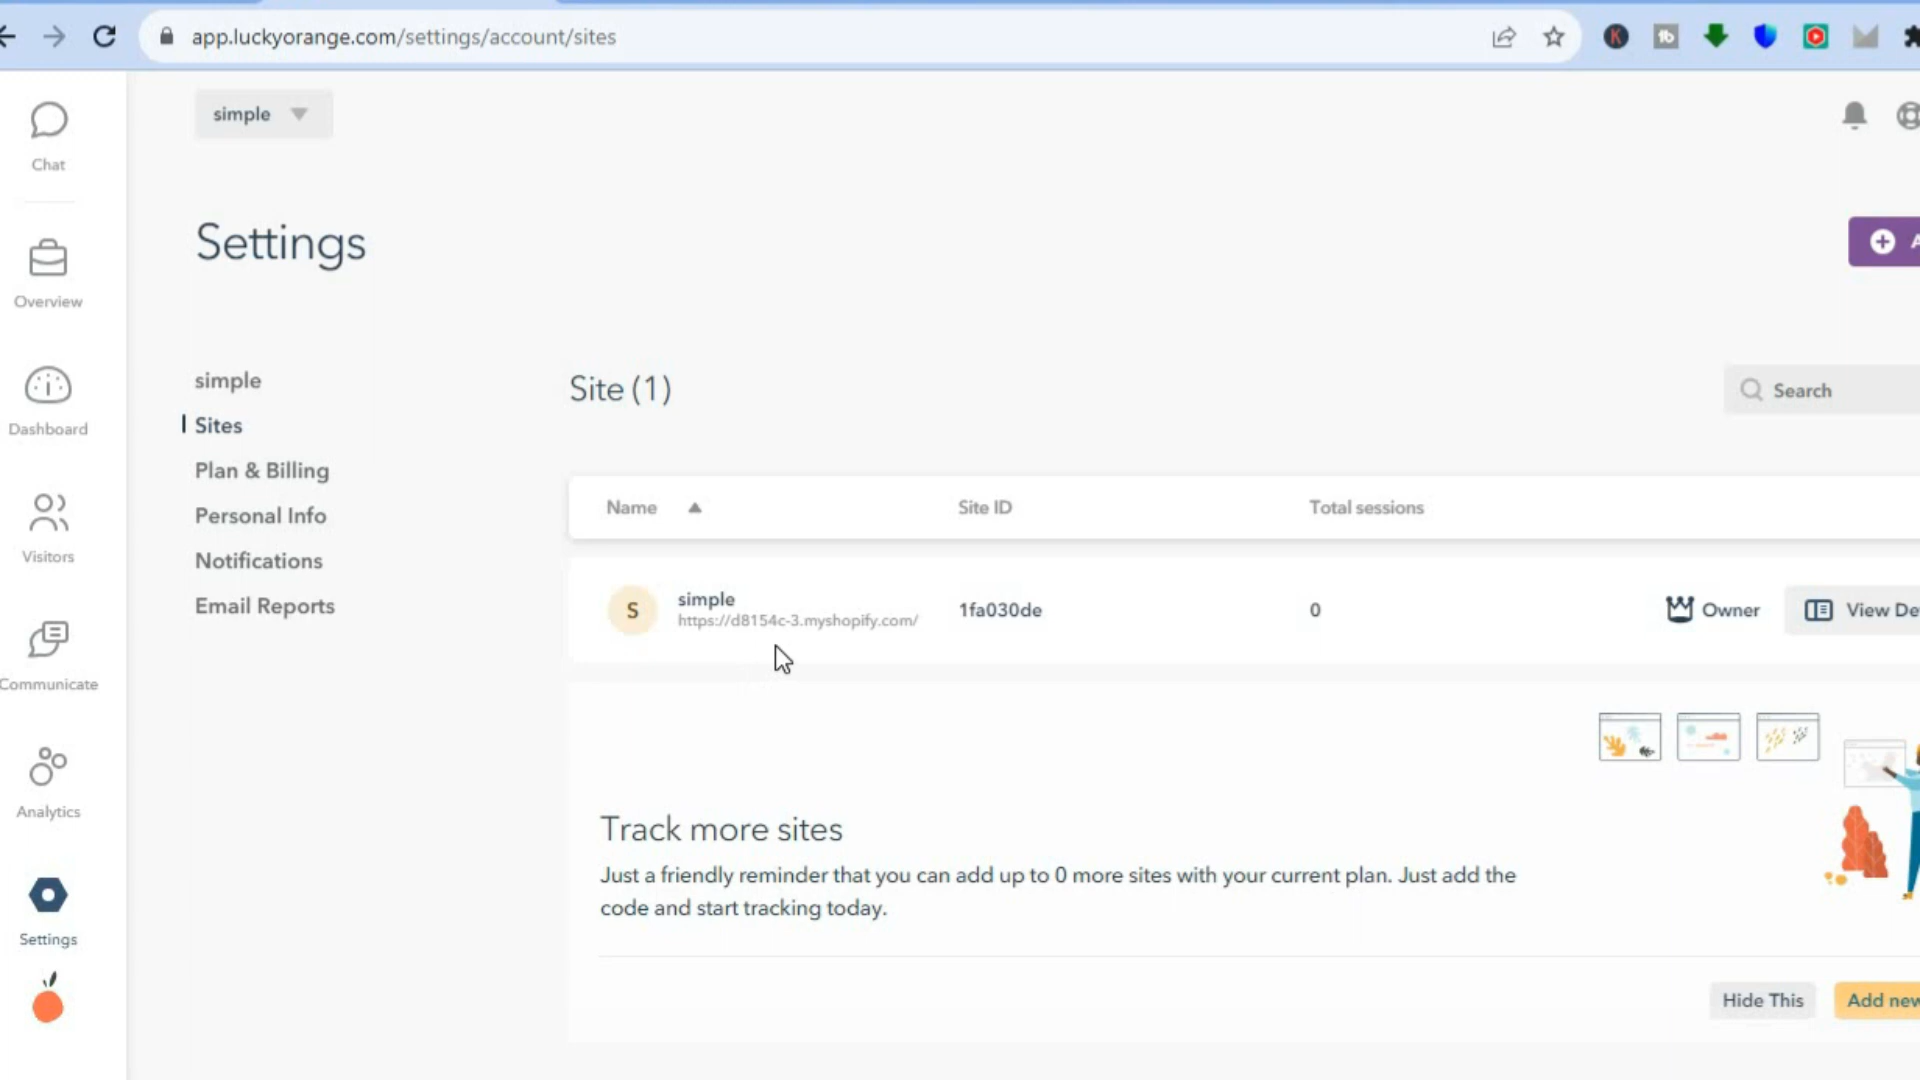 app.luckyorange.com/settings/account/sites
simple
Chat
Settings
Overview
simple
Site (1)
Search
Sites
Dashboard
Plan & Billing
Name
Site ID
Total sessions
Personal Info
Visitors
Notifications
S
simple
https://d8154c-3.myshopify.com/
1fa030de
0
Owner
View De
Email Reports
Communicate
Analytics
Track more sites
Just a friendly reminder that you can add up to 0 more sites with your current plan. Just add the
code and start tracking today.
Settings
Hide This
Add new